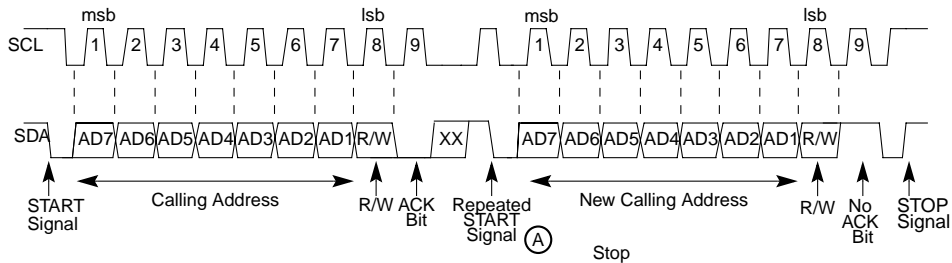 msb lsb msb lsb
SCL 1 2 3 4 5 6 7 8 9 1 2 3 4 5 6 7 8 9
SDA AD7 AD6 AD5 AD4 AD3 AD2 AD1 R/W XX AD7 AD6 AD5 AD4 AD3 AD2 AD1 R/W
START Signal
Calling Address
R/W
ACK Bit
Repeated START Signal
A
New Calling Address
R/W
No ACK Bit
STOP Signal
Stop